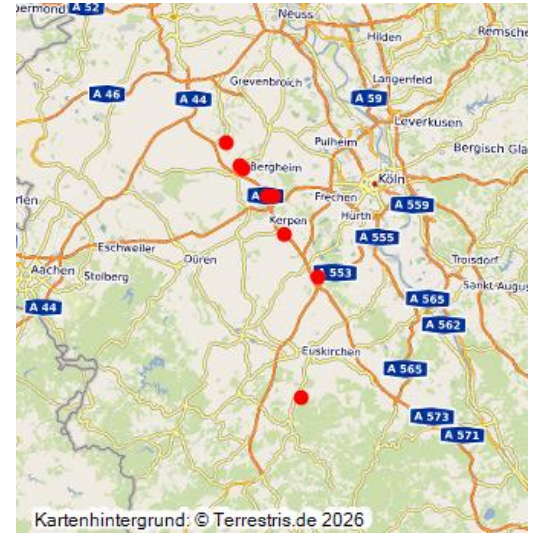 A 52
Neuss
Hilden
Grevenbroich
Langenfeld
A 46
A 44
A 59
Leverkusen
Pulheim
Bergisch Gla
Bergheim
Köln
Frechen
A 559
Kerpen
Hürth
A 555
Eschweiler
Düren
Troisdorf
Aachen
Stolberg
A 553
Sankt-Augus
A 44
A 565
A 562
Euskirchen
A 565
A 573
A 571
Kartenhintergrund: © Terrestris.de 2026